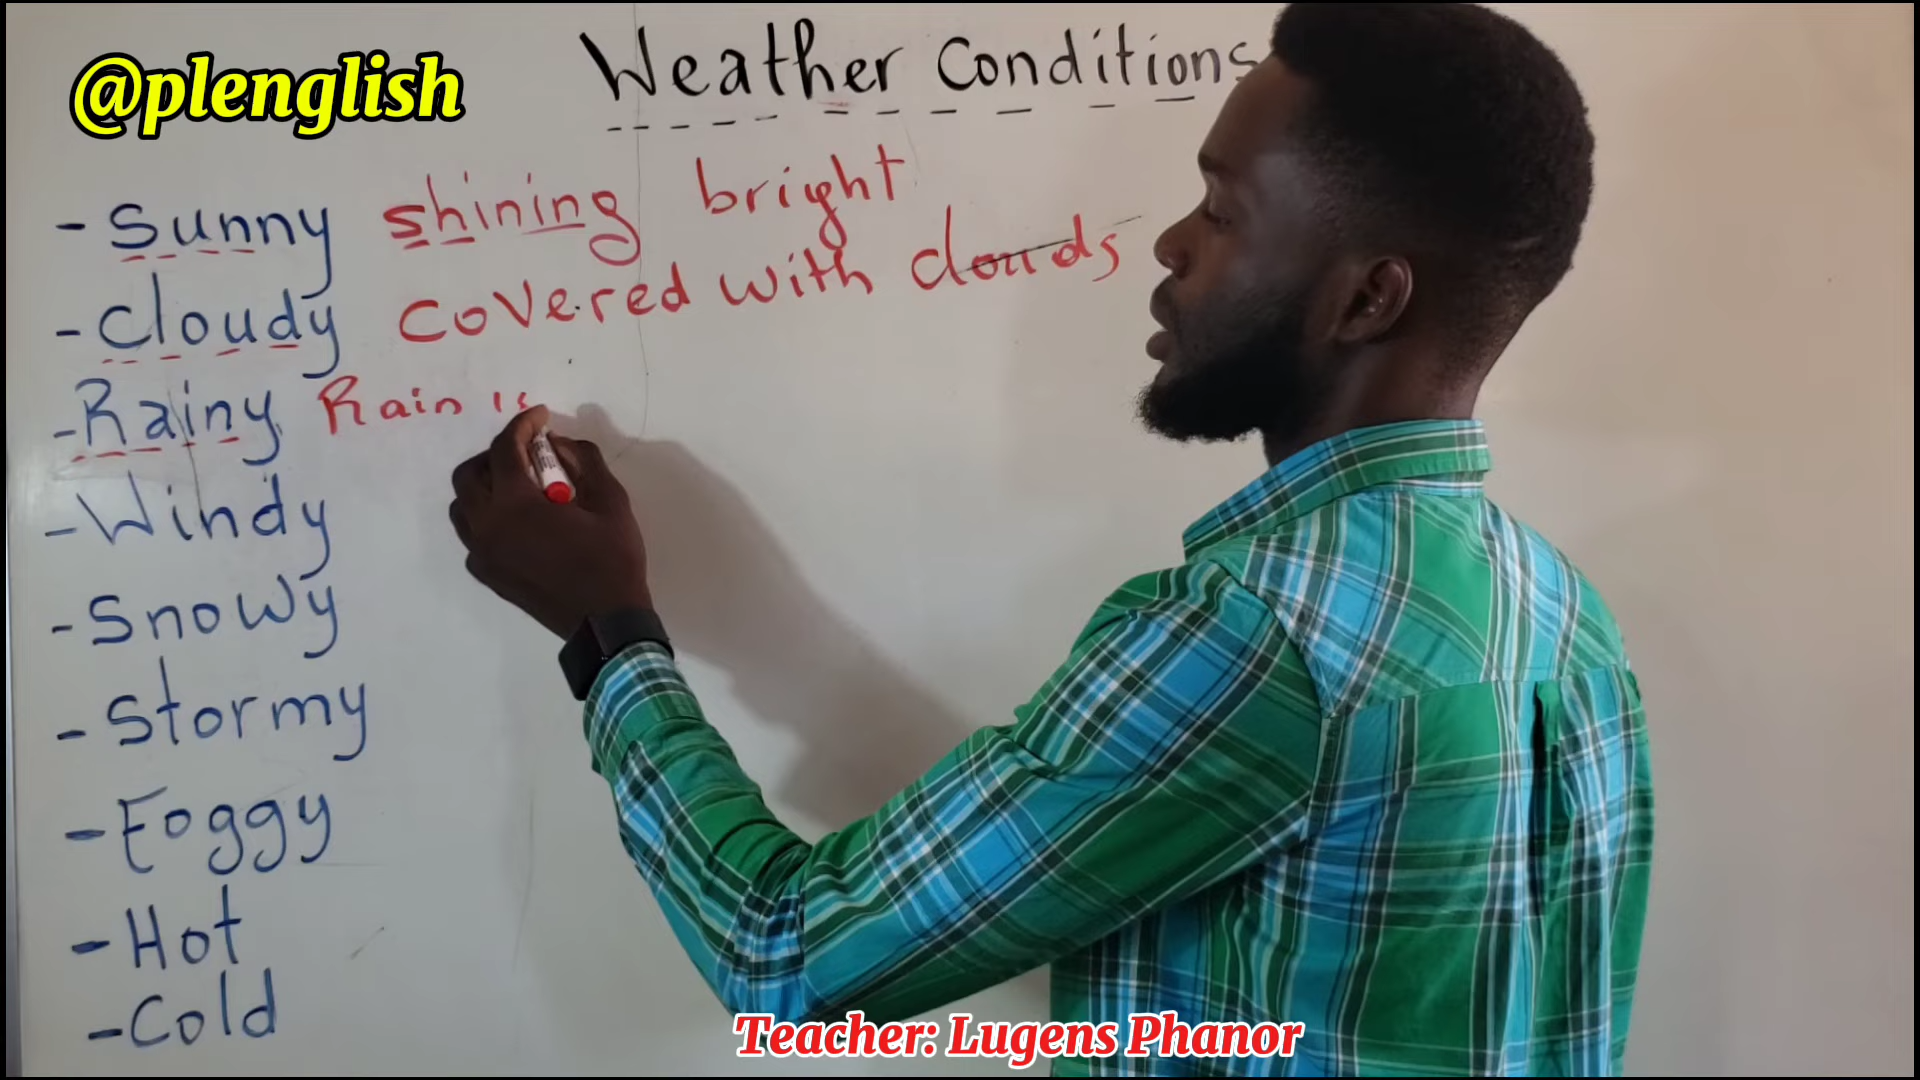 @plenglish
Weather Conditions
- Sunny shining bright
- Cloudy Covered with clouds
- Rainy Rain is
- Windy
- Snowy
- Stormy
- Foggy
- Hot
- Cold
Teacher: Lugens Phanor